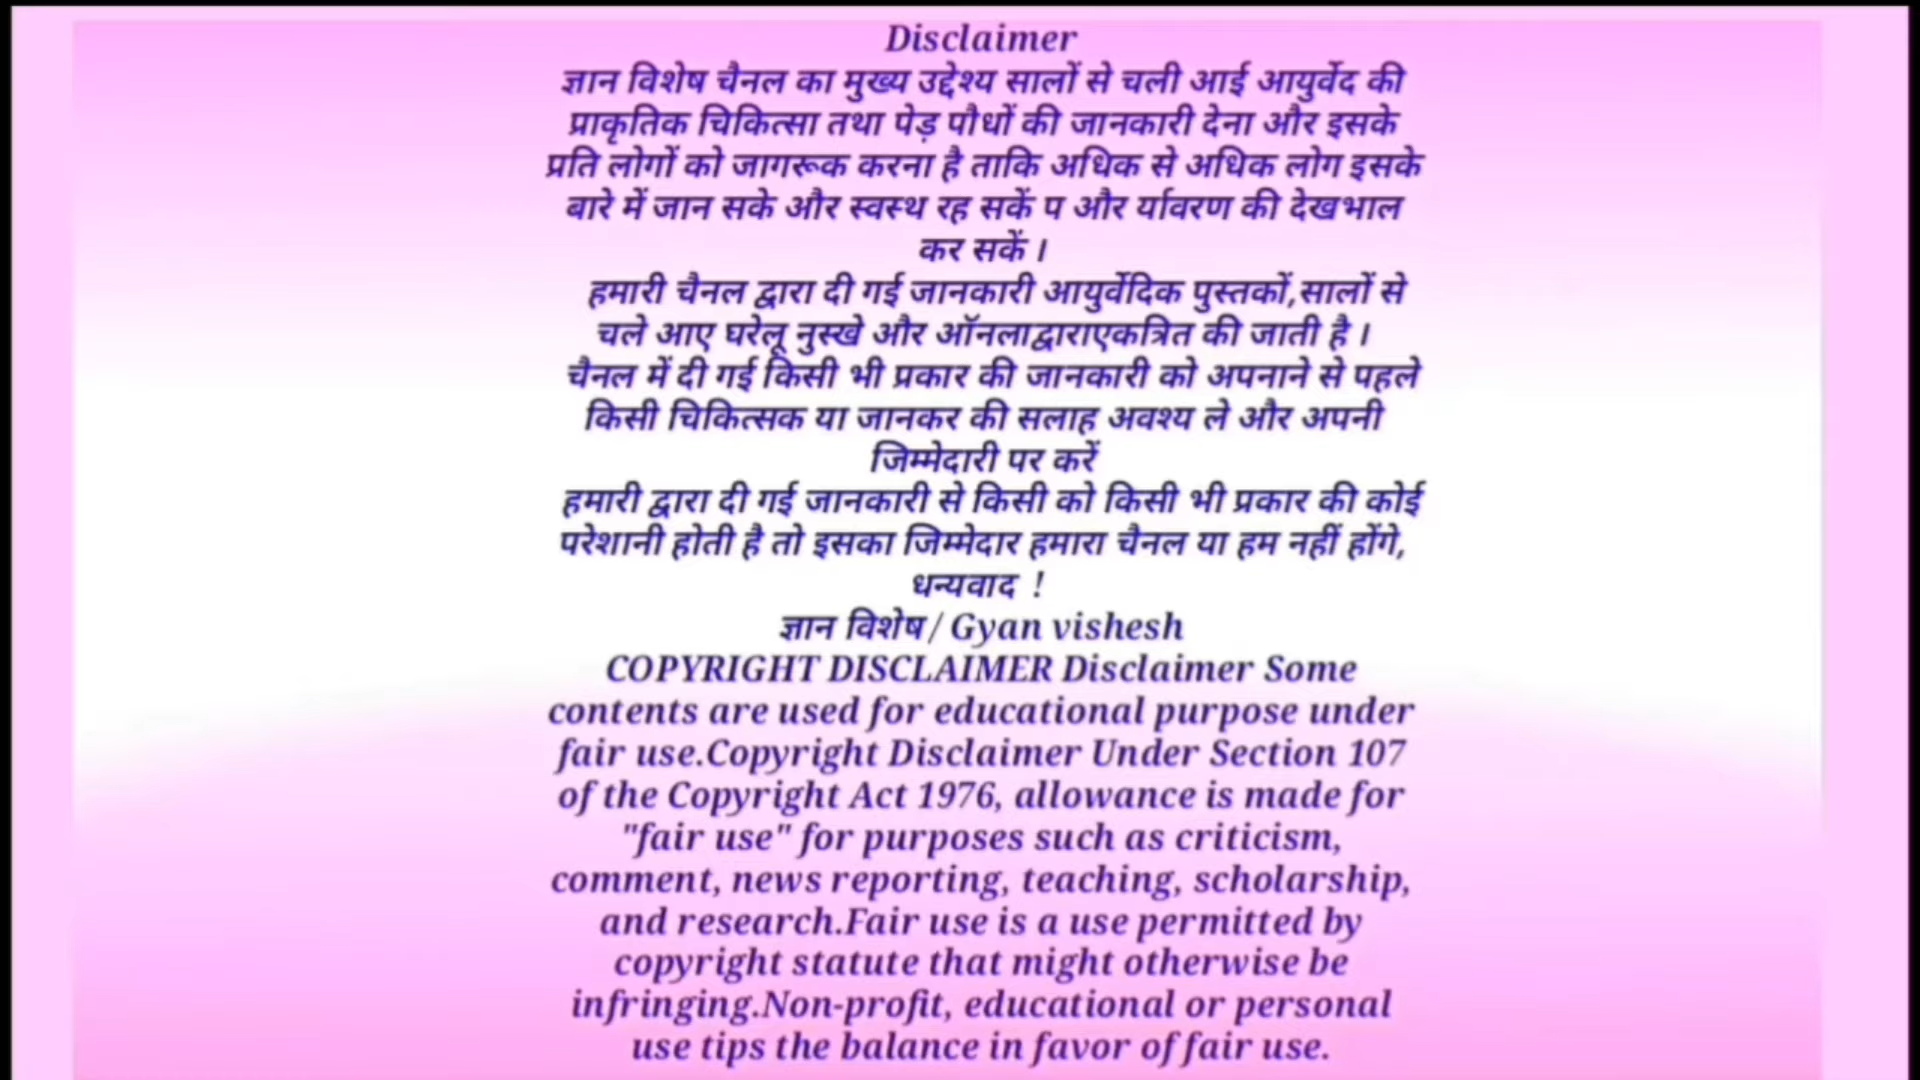 Disclaimer
ज्ञान विशेष चैनल का मुख्य उद्देश्य सालों से चली आई आयुर्वेद की
प्राकृतिक चिकित्सा तथा पेड़ पौधों की जानकारी देना और इसके
प्रति लोगों को जागरूक करना है ताकि अधिक से अधिक लोग इसके
बारे में जान सके और स्वस्थ रह सकें प और र्यावरण की देखभाल
कर सकें ।
हमारी चैनल द्वारा दी गई जानकारी आयुर्वेदिक पुस्तकों,सालों से
चले आए घरेलू नुस्खे और ऑनलाद्वाराएकत्रित की जाती है ।
चैनल में दी गई किसी भी प्रकार की जानकारी को अपनाने से पहले
किसी चिकित्सक या जानकर की सलाह अवश्य ले और अपनी
जिम्मेदारी पर करें
हमारी द्वारा दी गई जानकारी से किसी को किसी भी प्रकार की कोई
परेशानी होती है तो इसका जिम्मेदार हमारा चैनल या हम नहीं होंगे,
धन्यवाद !
ज्ञान विशेष / Gyan vishesh
COPYRIGHT DISCLAIMER Disclaimer Some
contents are used for educational purpose under
fair use.Copyright Disclaimer Under Section 107
of the Copyright Act 1976, allowance is made for
"fair use" for purposes such as criticism,
comment, news reporting, teaching, scholarship,
and research.Fair use is a use permitted by
copyright statute that might otherwise be
infringing.Non-profit, educational or personal
use tips the balance in favor of fair use.